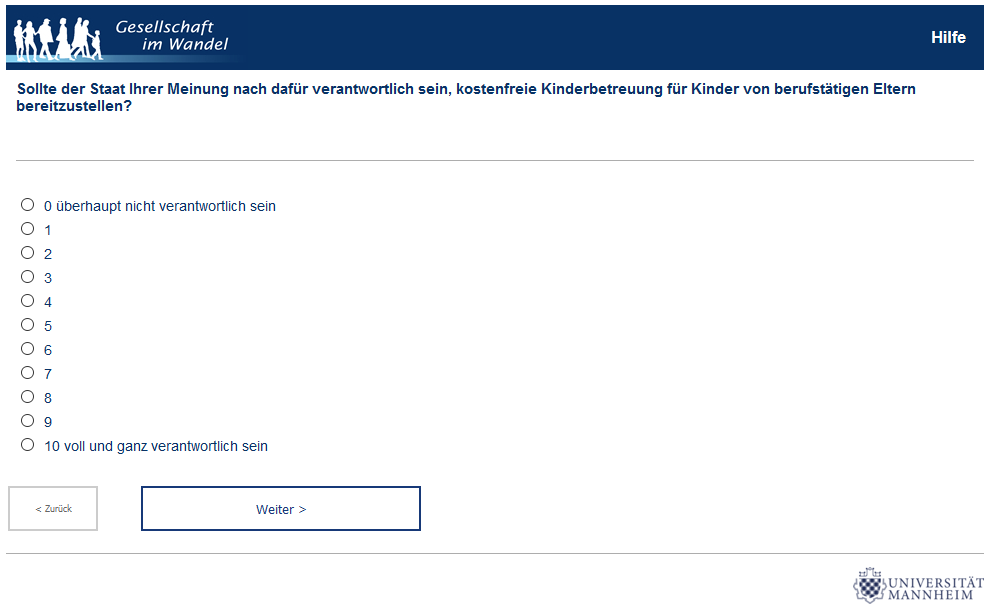 Gesellschaft
im Wandel
Hilfe
Sollte der Staat Ihrer Meinung nach dafür verantwortlich sein, kostenfreie Kinderbetreuung für Kinder von berufstätigen Eltern
bereitzustellen?
0 überhaupt nicht verantwortlich sein
1
2
3
4
5
6
7
8
9
10 voll und ganz verantwortlich sein
< Zurück
Weiter >
UNIVERSITÄT
MANNHEIM